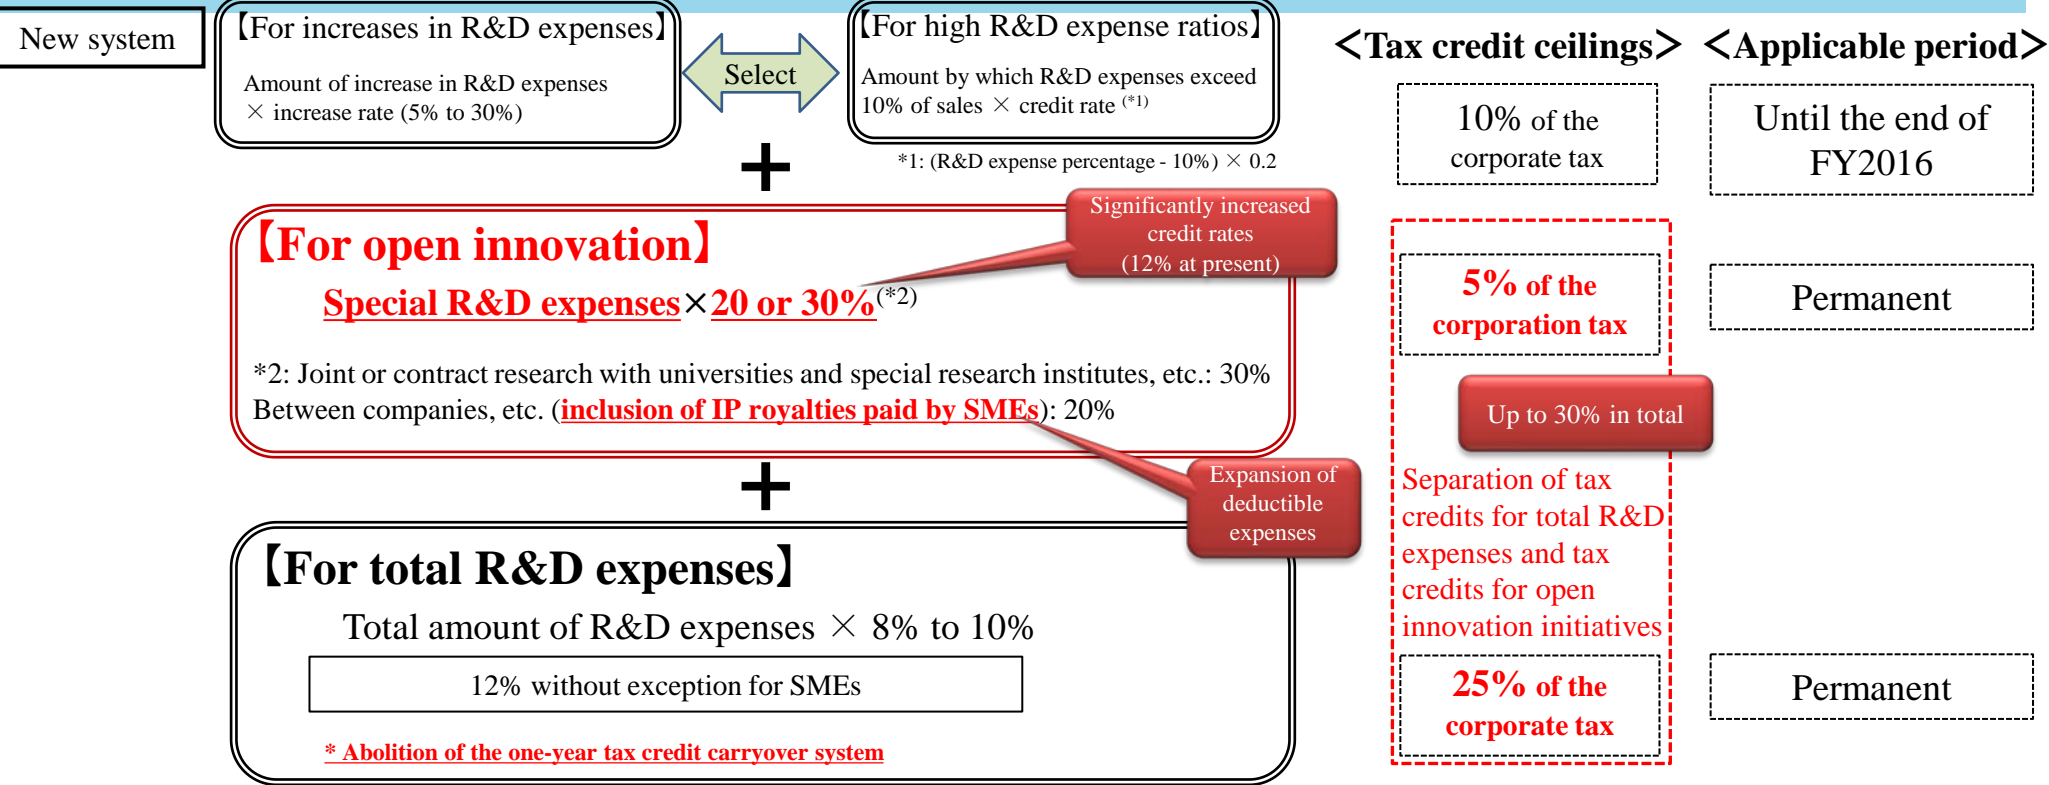 New system
【For increases in R&D expenses】
Amount of increase in R&D expenses
× increase rate (5% to 30%)
Select
【For high R&D expense ratios】
Amount by which R&D expenses exceed
10% of sales × credit rate (*1)
*1: (R&D expense percentage - 10%) × 0.2
<Tax credit ceilings>
<Applicable period>
10% of the
corporate tax
Until the end of
FY2016
+
【For open innovation】
Special R&D expenses×20 or 30%(*2)
Significantly increased
credit rates
(12% at present)
*2: Joint or contract research with universities and special research institutes, etc.: 30%
Between companies, etc. (inclusion of IP royalties paid by SMEs): 20%
5% of the
corporation tax
Permanent
Up to 30% in total
+
Expansion of
deductible
expenses
Separation of tax
credits for total R&D
expenses and tax
credits for open
innovation initiatives
【For total R&D expenses】
Total amount of R&D expenses × 8% to 10%
12% without exception for SMEs
* Abolition of the one-year tax credit carryover system
25% of the
corporate tax
Permanent